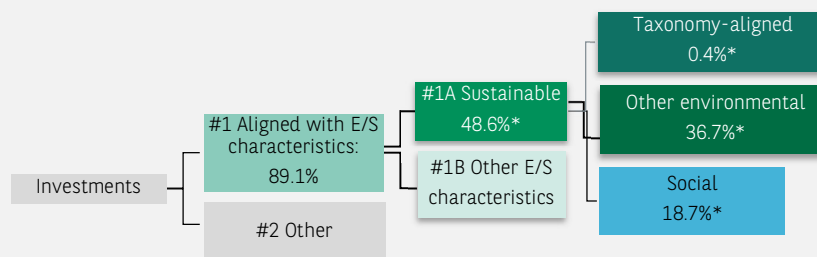 Investments
#1 Aligned with E/S
characteristics:
89.1%
#2 Other
#1A Sustainable
48.6%*
#1B Other E/S
characteristics
Taxonomy-aligned
0.4%*
Other environmental
36.7%*
Social
18.7%*